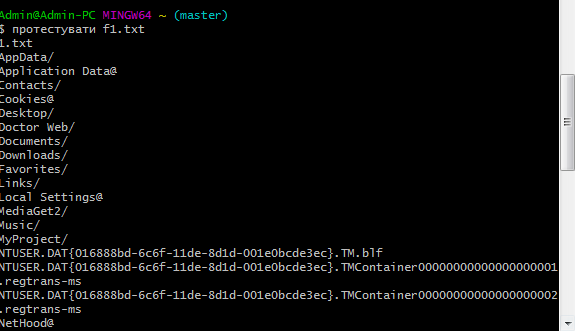 Admin@Admin-PC MINGW64 ~ (master)
$ протестувати f1.txt
1.txt
AppData/
Application Data@
Contacts/
Cookies@
Desktop/
Doctor Web/
Documents/
Downloads/
Favorites/
Links/
Local Settings@
MediaGet2/
Music/
MyProject/
NTUSER.DAT{016888bd-6c6f-11de-8d1d-001e0bcde3ec}.TM.blf
NTUSER.DAT{016888bd-6c6f-11de-8d1d-001e0bcde3ec}.TMContainer00000000000000000001
.regtrans-ms
NTUSER.DAT{016888bd-6c6f-11de-8d1d-001e0bcde3ec}.TMContainer00000000000000000002
.regtrans-ms
NetHood@